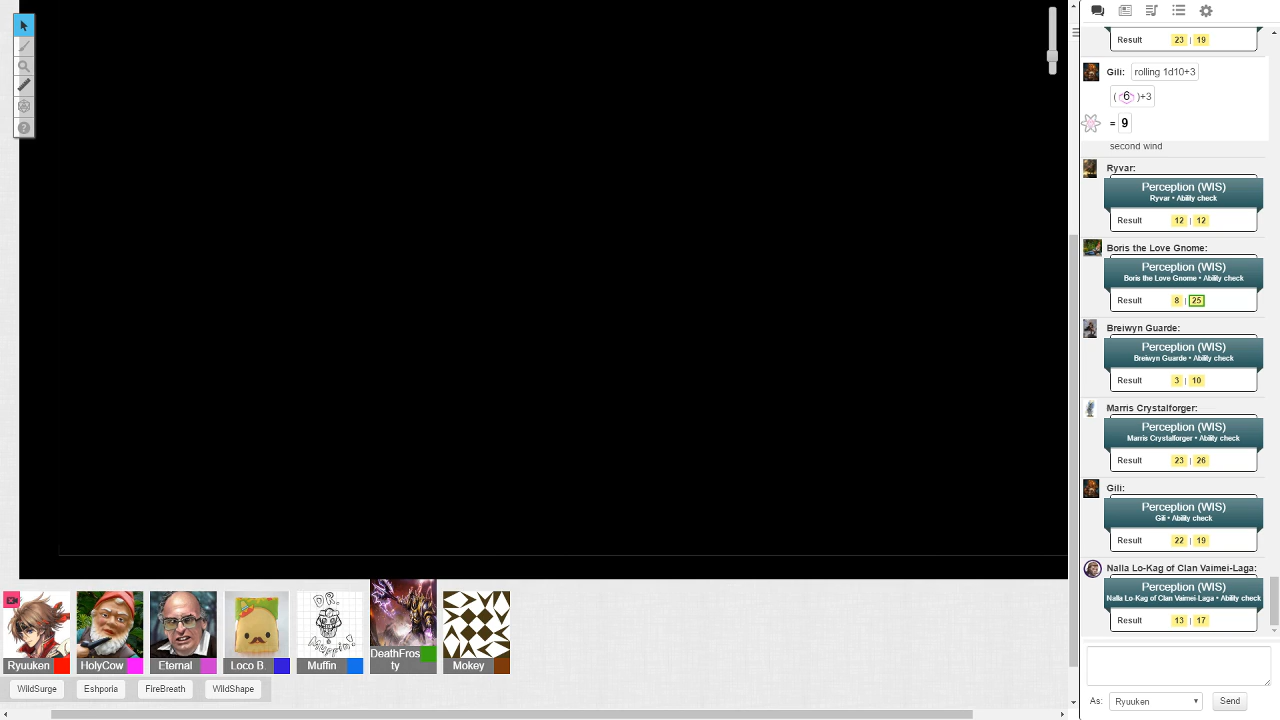 Result 23 | 19
Gili: rolling 1d10+3
( 6 )+3
= 9
second wind
Ryvar:
Perception (WIS)
Ryvar • Ability check
Result 12 | 12
Boris the Love Gnome:
Perception (WIS)
Boris the Love Gnome • Ability check
Result 8 | 25
Breiwyn Guarde:
Perception (WIS)
Breiwyn Guarde • Ability check
Result 3 | 10
Marris Crystalforger:
Perception (WIS)
Marris Crystalforger • Ability check
Result 23 | 26
Gili:
Perception (WIS)
Gili • Ability check
Result 22 | 19
Nalla Lo-Kag of Clan Vaimei-Laga:
Perception (WIS)
Nalla Lo-Kag of Clan Vaimei-Laga • Ability check
Result 13 | 17
As: Ryuuken Send
Ryuuken HolyCow Eternal Loco B Muffin DeathFros
ty Mokey
WildSurge Eshporia FireBreath WildShape